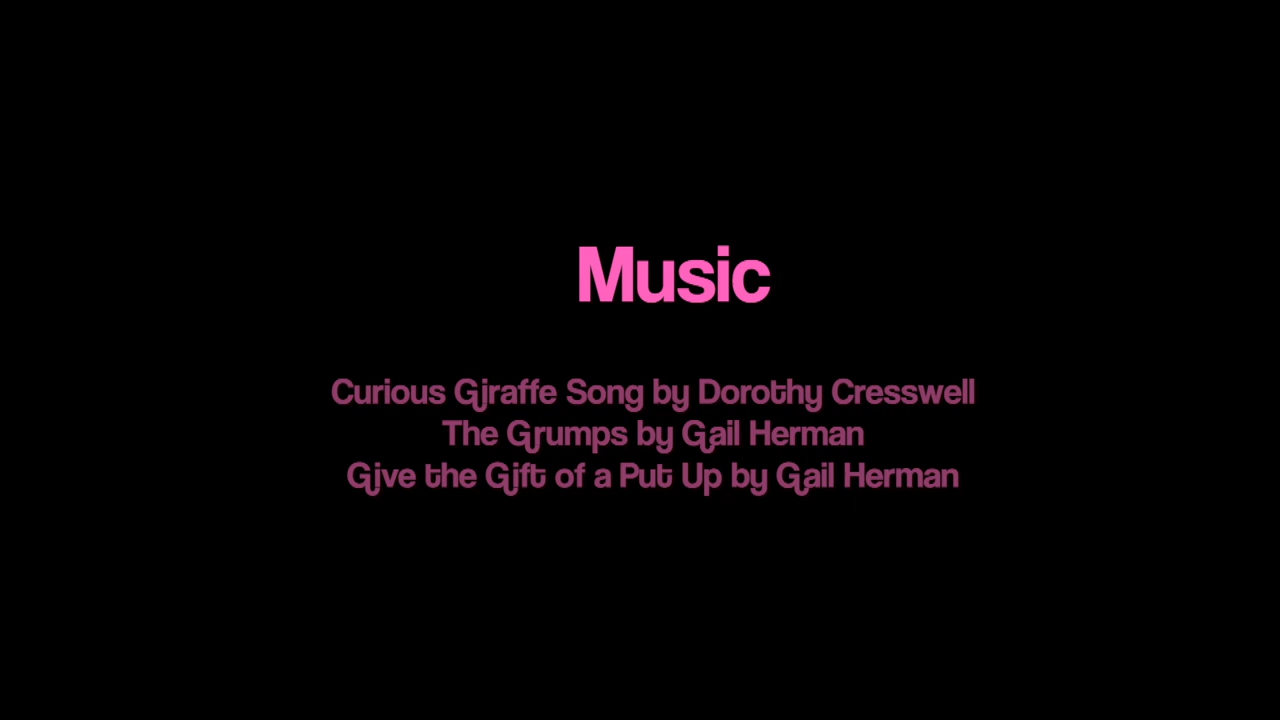 Music
Curious Giraffe Song by Dorothy Cresswell
The Grumps by Gail Herman
Give the Gift of a Put Up by Gail Herman